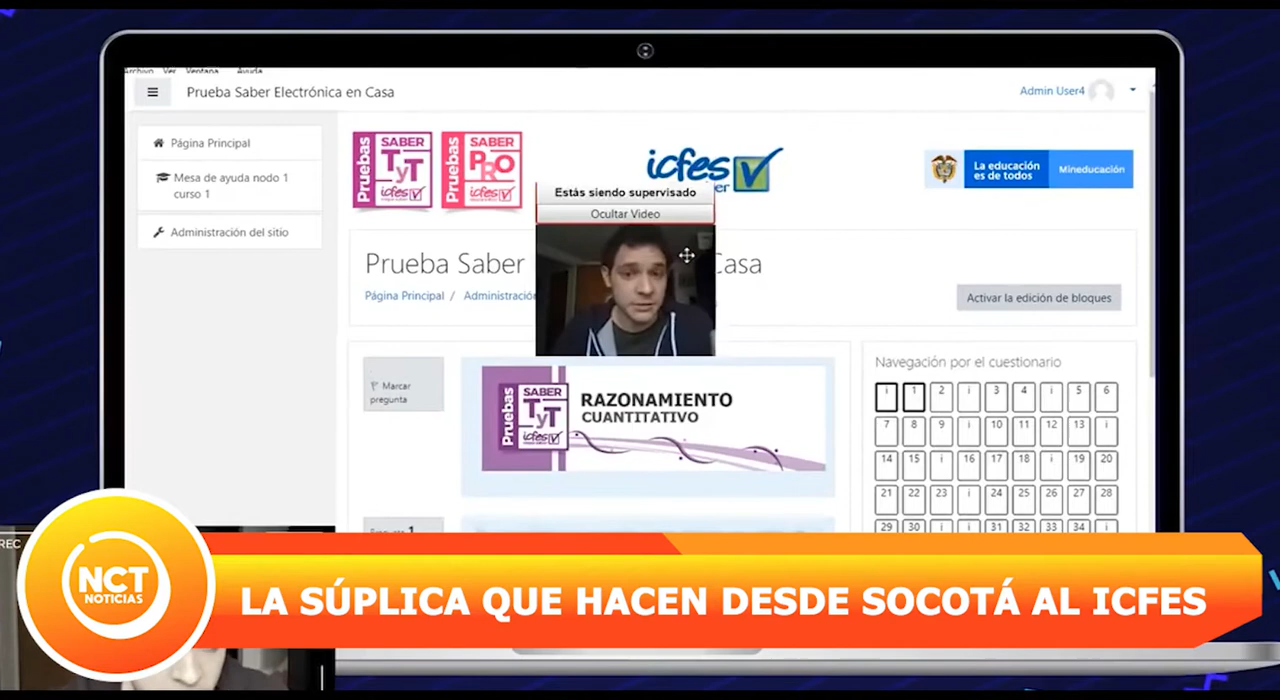 Archivo Ver Ventana Ayuda
Prueba Saber Electrónica en Casa
Admin User4
Página Principal
Mesa de ayuda nodo 1
curso 1
Administración del sitio
Pruebas
SABER
TyT
icfes
Pruebas
SABER
PRO
icfes
icfes
er
La educación
es de todos
Mineducación
Estás siendo supervisado
Ocultar Video
Prueba Saber
Casa
Página Principal / Administración
Activar la edición de bloques
Marcar
pregunta
Pruebas
SABER
TyT
icfes
RAZONAMIENTO
CUANTITATIVO
Navegación por el cuestionario
i 1 2 i 3 4 i 5 6
7 8 9 i 10 11 12 13 i
14 15 i 16 17 18 i 19 20
21 22 23 i 24 25 26 27 28
29 30 i i 31 32 33 34 i
Pregunta 1
REC
NCT
NOTICIAS
LA SÚPLICA QUE HACEN DESDE SOCOTÁ AL ICFES